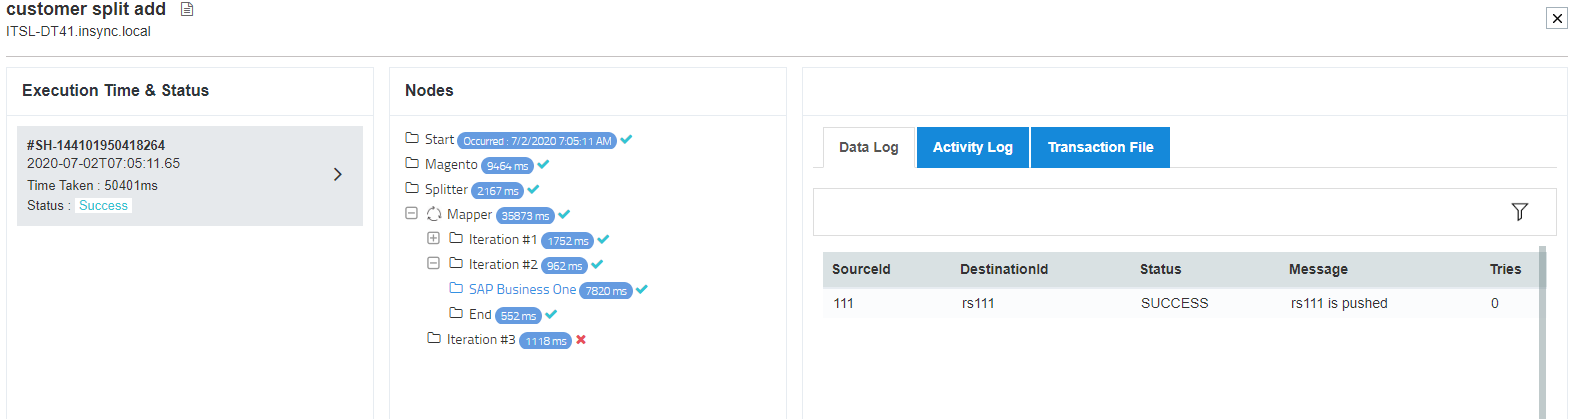 customer split add
ITSL-DT41.insync.local
Execution Time & Status
#SH-144101950418264
2020-07-02T07:05:11.65
Time Taken : 50401ms
Status : Success
Nodes
Start Occurred : 7/2/2020 7:05:11 AM
Magento 9464 ms
Splitter 2167 ms
Mapper 35873 ms
Iteration #1 1752 ms
Iteration #2 962 ms
SAP Business One 7820 ms
End 552 ms
Iteration #3 1118 ms
Data Log Activity Log Transaction File
SourceId DestinationId Status Message Tries
111 rs111 SUCCESS rs111 is pushed 0